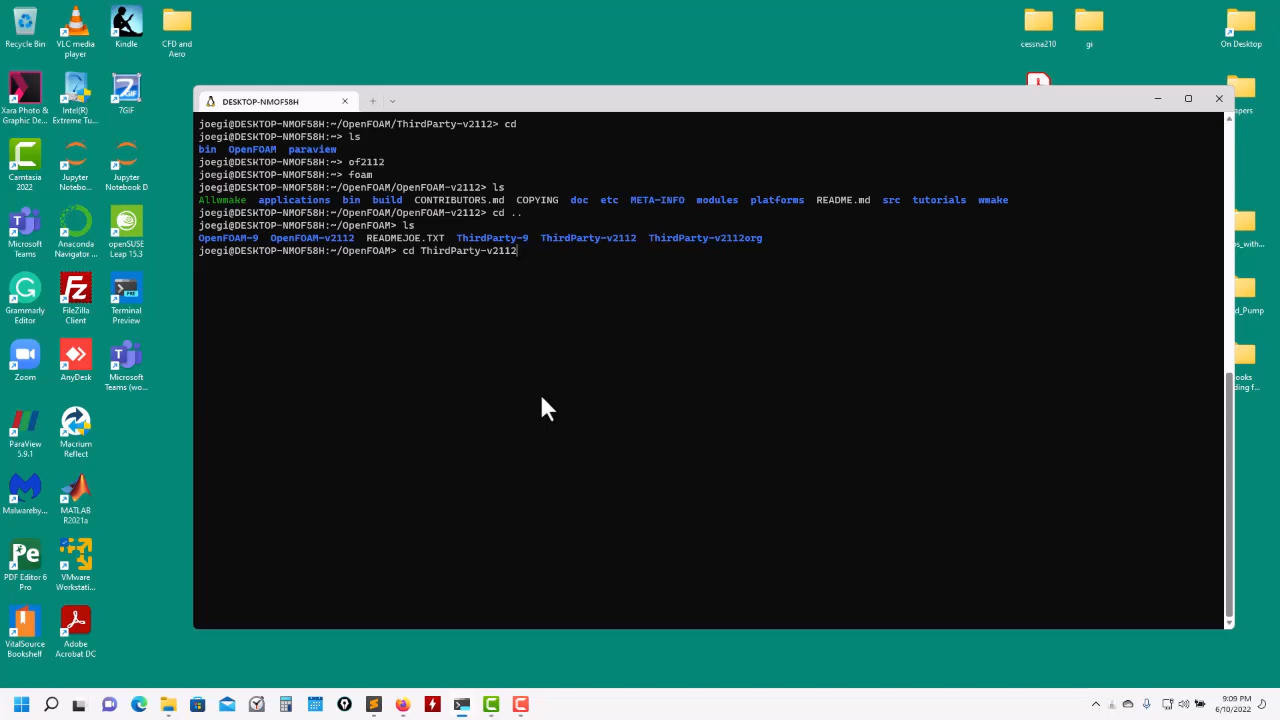 Recycle Bin
VLC media
player
Kindle
CFD and
Aero
cessna210
gi
On Desktop
Xara Photo &
Graphic De...
Intel(R)
Extreme Tu...
7GIF
apers
DESKTOP-NMOF58H
joegi@DESKTOP-NMOF58H:~/OpenFOAM/ThirdParty-v2112> cd
joegi@DESKTOP-NMOF58H:~> ls
bin OpenFOAM paraview
joegi@DESKTOP-NMOF58H:~> of2112
joegi@DESKTOP-NMOF58H:~> foam
joegi@DESKTOP-NMOF58H:~/OpenFOAM/OpenFOAM-v2112> ls
Allwmake applications bin build CONTRIBUTORS.md COPYING doc etc META-INFO modules platforms README.md src tutorials wmake
joegi@DESKTOP-NMOF58H:~/OpenFOAM/OpenFOAM-v2112> cd ..
joegi@DESKTOP-NMOF58H:~/OpenFOAM> ls
OpenFOAM-9 OpenFOAM-v2112 READMEJOE.TXT ThirdParty-9 ThirdParty-v2112 ThirdParty-v2112org
joegi@DESKTOP-NMOF58H:~/OpenFOAM> cd ThirdParty-v2112
Camtasia
2022
Jupyter
Notebo...
Jupyter
Notebook D
Microsoft
Teams
Anaconda
Navigator
openSUSE
Leap 15.3
s_with...
Grammarly
Editor
FileZilla
Client
Terminal
Preview
d_Pump
Zoom
AnyDesk
Microsoft
Teams (wo...
ooks
ding f...
ParaView
5.9.1
Macrium
Reflect
Malwareby...
MATLAB
R2021a
PDF Editor 6
Pro
VMware
Workstati...
VitalSource
Bookshelf
Adobe
Acrobat DC
9:09 PM
6/10/2022